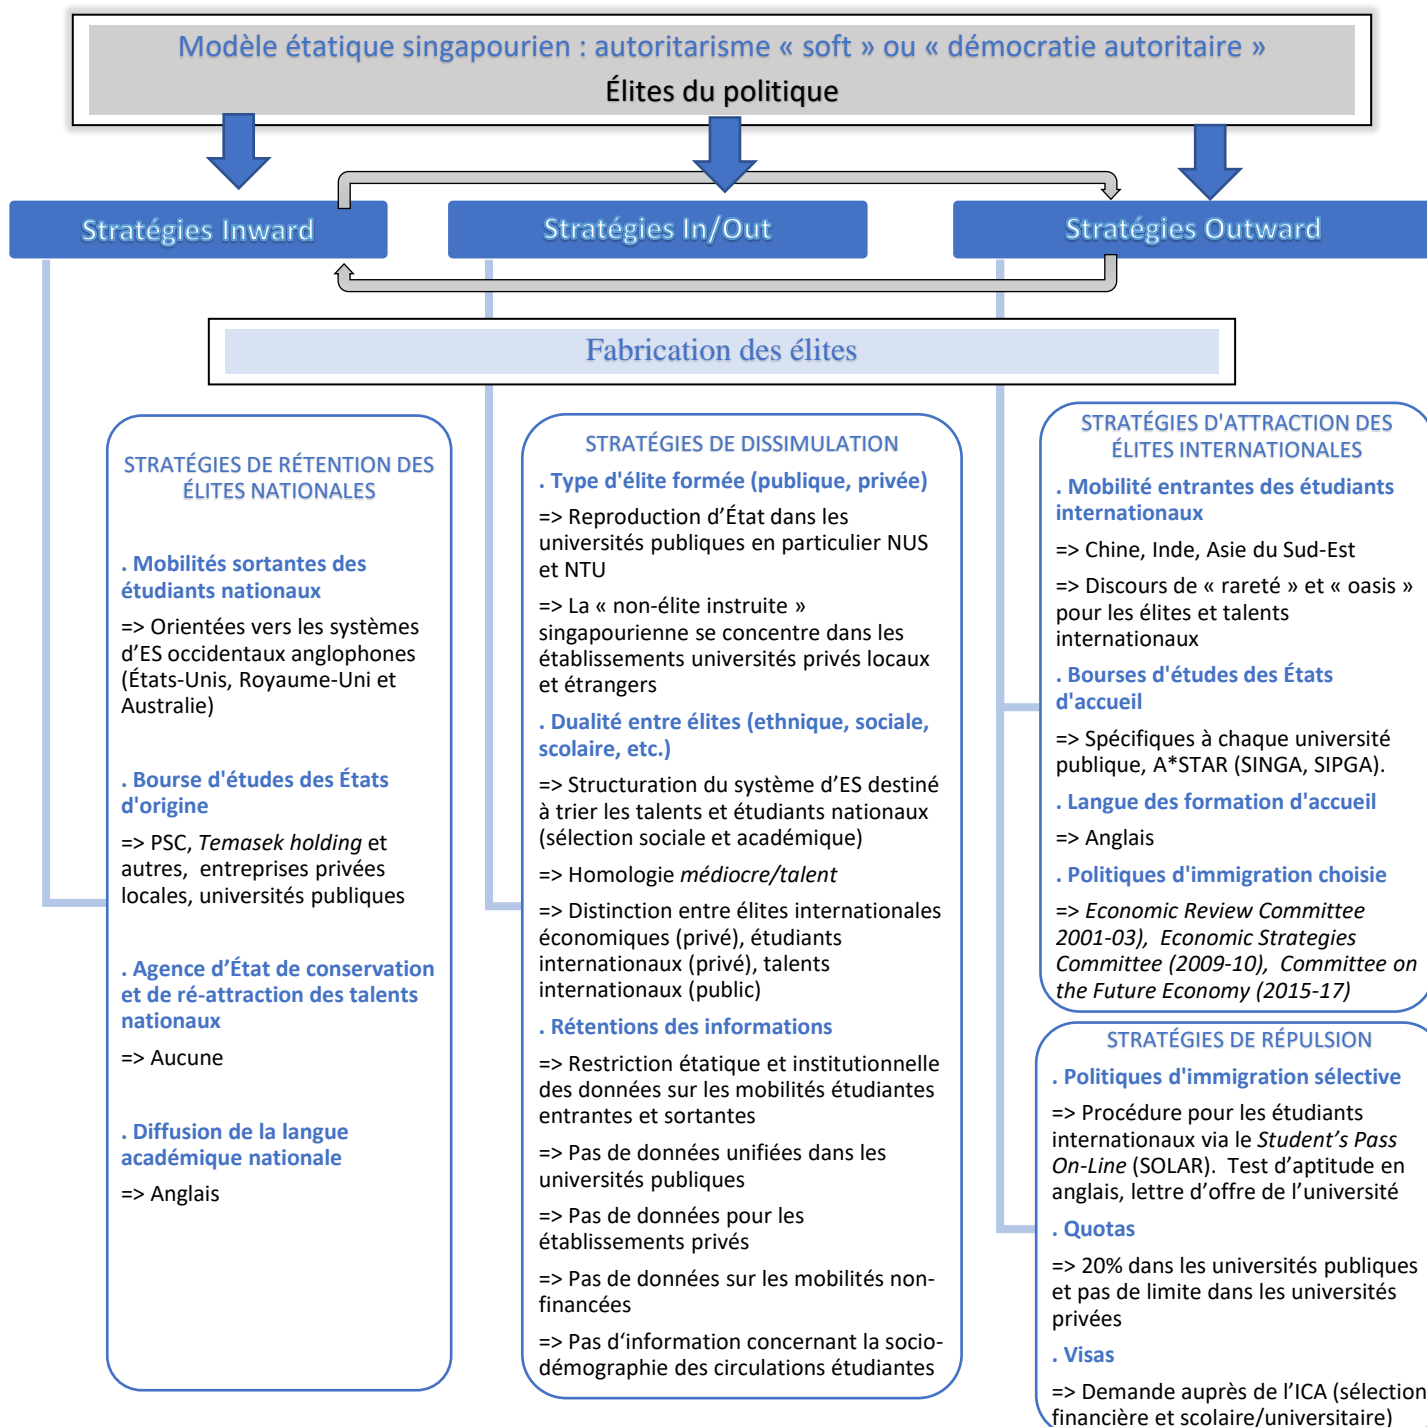 Modèle étatique singapourien : autoritarisme « soft » ou « démocratie autoritaire »
Élites du politique
Stratégies Inward
Stratégies In/Out
Stratégies Outward
Fabrication des élites
STRATÉGIES DE RÉTENTION DES
ÉLITES NATIONALES
. Mobilités sortantes des
étudiants nationaux
=> Orientées vers les systèmes
d’ES occidentaux anglophones
(États-Unis, Royaume-Uni et
Australie)
. Bourse d'études des États
d'origine
=> PSC, Temasek holding et
autres, entreprises privées
locales, universités publiques
. Agence d’État de conservation
et de ré-attraction des talents
nationaux
=> Aucune
. Diffusion de la langue
académique nationale
=> Anglais
STRATÉGIES DE DISSIMULATION
. Type d'élite formée (publique, privée)
=> Reproduction d’État dans les
universités publiques en particulier NUS
et NTU
=> La « non-élite instruite »
singapourienne se concentre dans les
établissements universités privés locaux
et étrangers
. Dualité entre élites (ethnique, sociale,
scolaire, etc.)
=> Structuration du système d’ES destiné
à trier les talents et étudiants nationaux
(sélection sociale et académique)
=> Homologie médiocre/talent
=> Distinction entre élites internationales
économiques (privé), étudiants
internationaux (privé), talents
internationaux (public)
. Rétentions des informations
=> Restriction étatique et institutionnelle
des données sur les mobilités étudiantes
entrantes et sortantes
=> Pas de données unifiées dans les
universités publiques
=> Pas de données pour les
établissements privés
=> Pas de données sur les mobilités non-
financées
=> Pas d‘information concernant la socio-
démographie des circulations étudiantes
STRATÉGIES D'ATTRACTION DES
ÉLITES INTERNATIONALES
. Mobilité entrantes des étudiants
internationaux
=> Chine, Inde, Asie du Sud-Est
=> Discours de « rareté » et « oasis »
pour les élites et talents
internationaux
. Bourses d'études des États
d'accueil
=> Spécifiques à chaque université
publique, A*STAR (SINGA, SIPGA).
. Langue des formation d'accueil
=> Anglais
. Politiques d'immigration choisie
=> Economic Review Committee
2001-03), Economic Strategies
Committee (2009-10), Committee on
the Future Economy (2015-17)
STRATÉGIES DE RÉPULSION
. Politiques d'immigration sélective
=> Procédure pour les étudiants
internationaux via le Student’s Pass
On-Line (SOLAR). Test d’aptitude en
anglais, lettre d’offre de l’université
. Quotas
=> 20% dans les universités publiques
et pas de limite dans les universités
privées
. Visas
=> Demande auprès de l’ICA (sélection
financière et scolaire/universitaire)